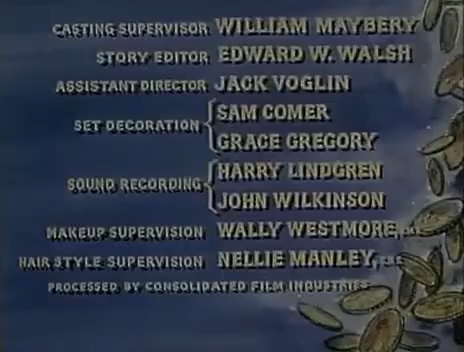 CASTING SUPERVISOR WILLIAM MAYBERY
STORY EDITOR EDWARD W. WALSH
ASSISTANT DIRECTOR JACK VOGLIN
SET DECORATION SAM COMER
GRACE GREGORY
SOUND RECORDING HARRY LINDGREN
JOHN WILKINSON
MAKEUP SUPERVISION WALLY WESTMORE,
HAIR STYLE SUPERVISION NELLIE MANLEY,
PROCESSED BY CONSOLIDATED FILM INDUSTRIES